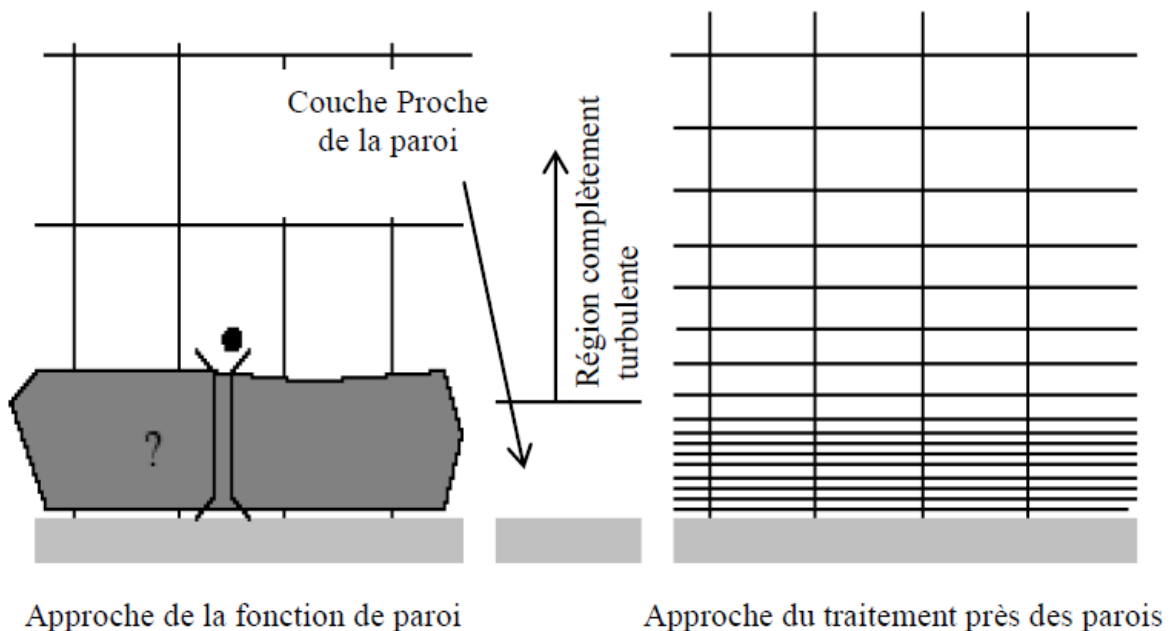 Couche Proche
de la paroi
Région complètement
turbulente
?
Approche de la fonction de paroi
Approche du traitement près des parois